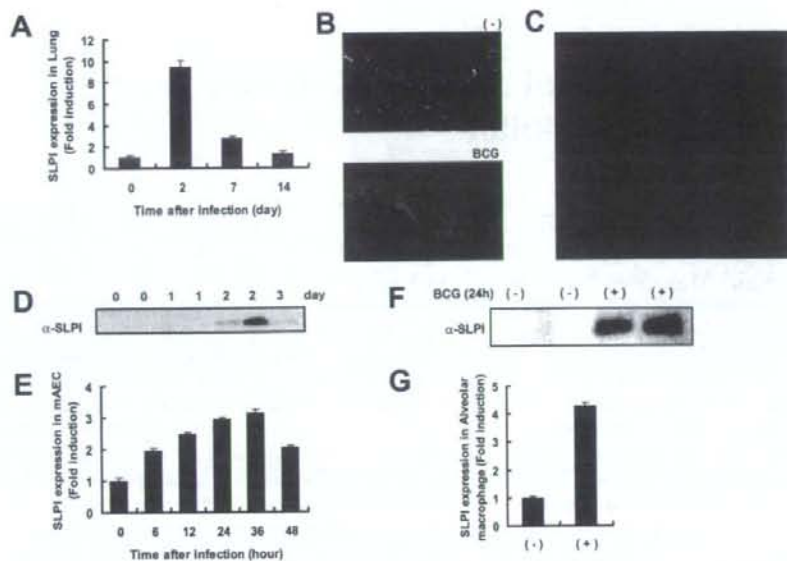 A
SLPI expression in Lung
(Fold induction)
12
10
8
6
4
2
0
0 2 7 14
Time after infection (day)
B
(-)
BCG
C
D
0 0 1 1 2 2 3 day
α-SLPI
E
SLPI expression in mAEC
(Fold induction)
4
3
2
1
0
0 6 12 24 36 48
Time after infection (hour)
F
BCG (24h) (-) (-) (+) (+)
α-SLPI
G
SLPI expression in Alveolar
macrophage (Fold induction)
5
4
3
2
1
0
(-) (+)